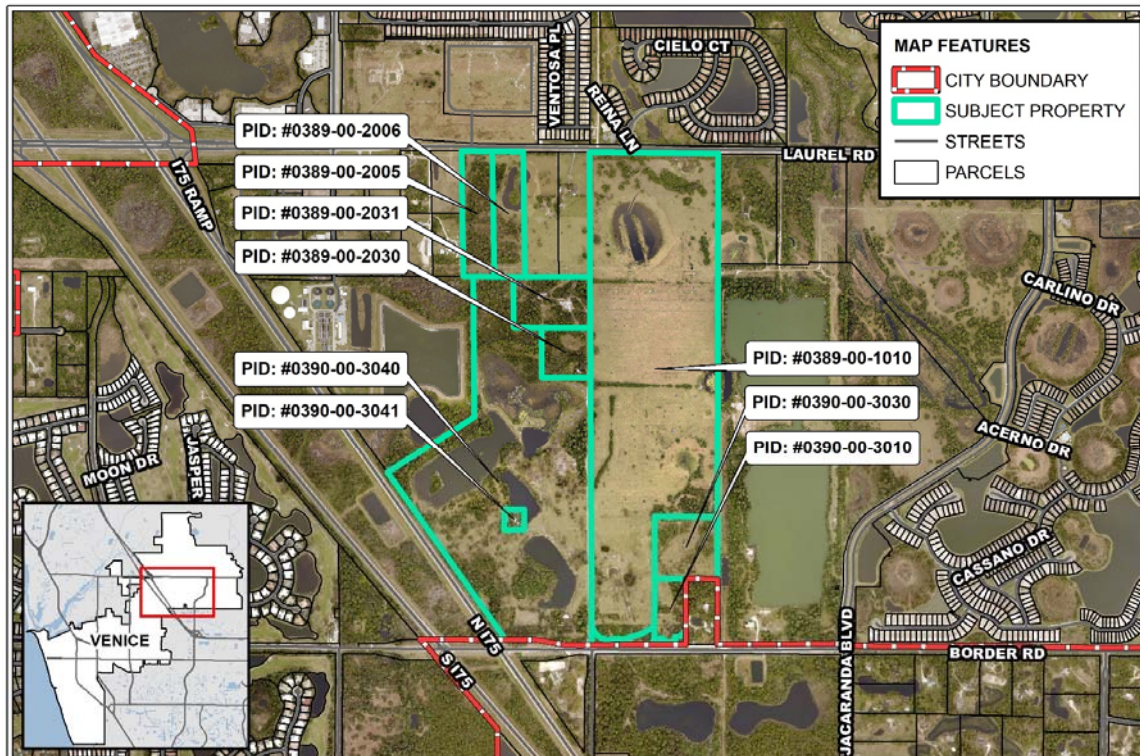 MAP FEATURES
CITY BOUNDARY
SUBJECT PROPERTY
STREETS
PARCELS
CIELO CT
VENTOSA PL
REINA LN
LAUREL RD
I75 RAMP
PID: #0389-00-2006
PID: #0389-00-2005
PID: #0389-00-2031
PID: #0389-00-2030
PID: #0390-00-3040
PID: #0390-00-3041
PID: #0389-00-1010
PID: #0390-00-3030
PID: #0390-00-3010
CARLINO DR
ACERNO DR
CASSANO DR
MOON DR
JASPER
N I75
S I75
JACARANDA BLVD
BORDER RD
VENICE